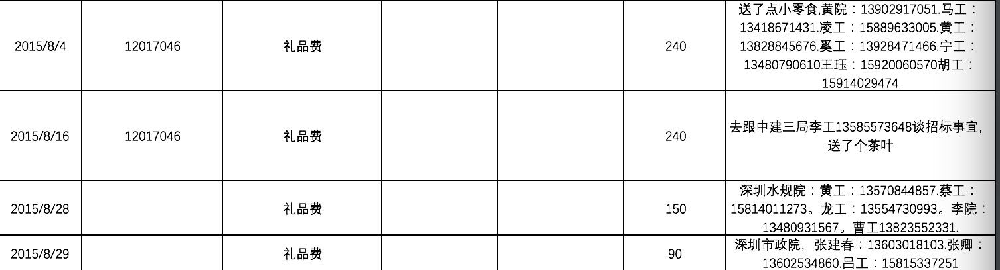 送了点小零食,黄院：13902917051.马工：
13418671431.凌工：15889633005.黄工：
2015/8/4 12017046 礼品费 240 13828845676.奚工：13928471466.宁工：
13480790610王珏：15920060570胡工：
15914029474
去跟中建三局李工13585573648谈招标事宜，
2015/8/16 12017046 礼品费 240
送了个茶叶
深圳水规院：黄工：13570844857.蔡工：
2015/8/28 礼品费 150 15814011273。龙工：13554730993。李院：
13480931567。曹工13823552331.
深圳市政院，张建春：13603018103.张卿：
2015/8/29 礼品费 90
13602534860.吕工：15815337251